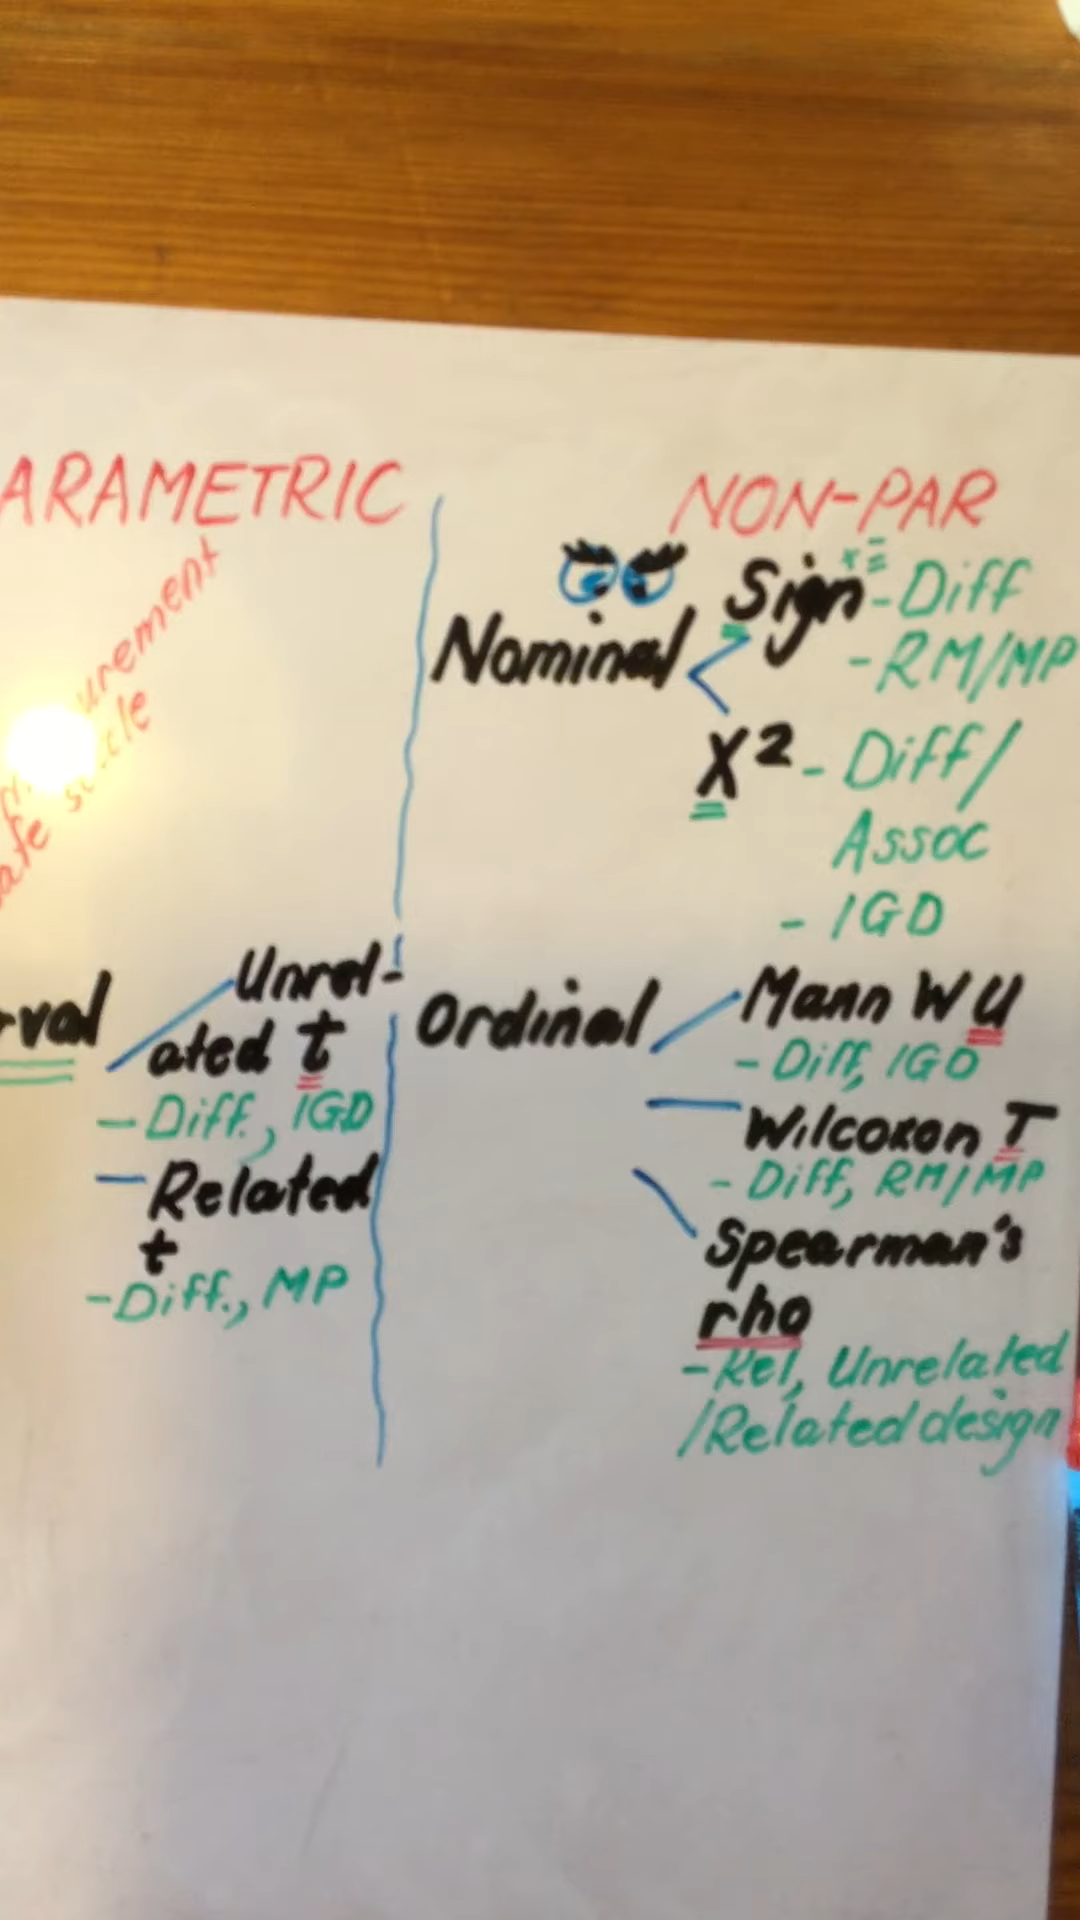 ARAMETRIC
urement
rval
Unrel-
ated t
- Diff., IGD
- Related
t
- Diff., MP
NON-PAR
Nominal
Sign - Diff
- RM/MP
X² - Diff/
Assoc
- IGD
Ordinal
Mann W U
- Diff, IGD
Wilcoxon T
- Diff, RM/MP
Spearman's
rho
- Rel, Unrelated
/Related design